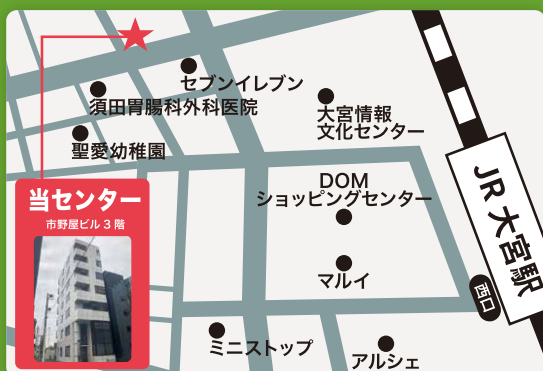 セブンイレブン
須田胃腸科外科医院
大宮情報
文化センター
聖愛幼稚園
DOM
ショッピングセンター
当センター
市野屋ビル3階
JR大宮駅
西口
マルイ
ミニストップ
アルシェ